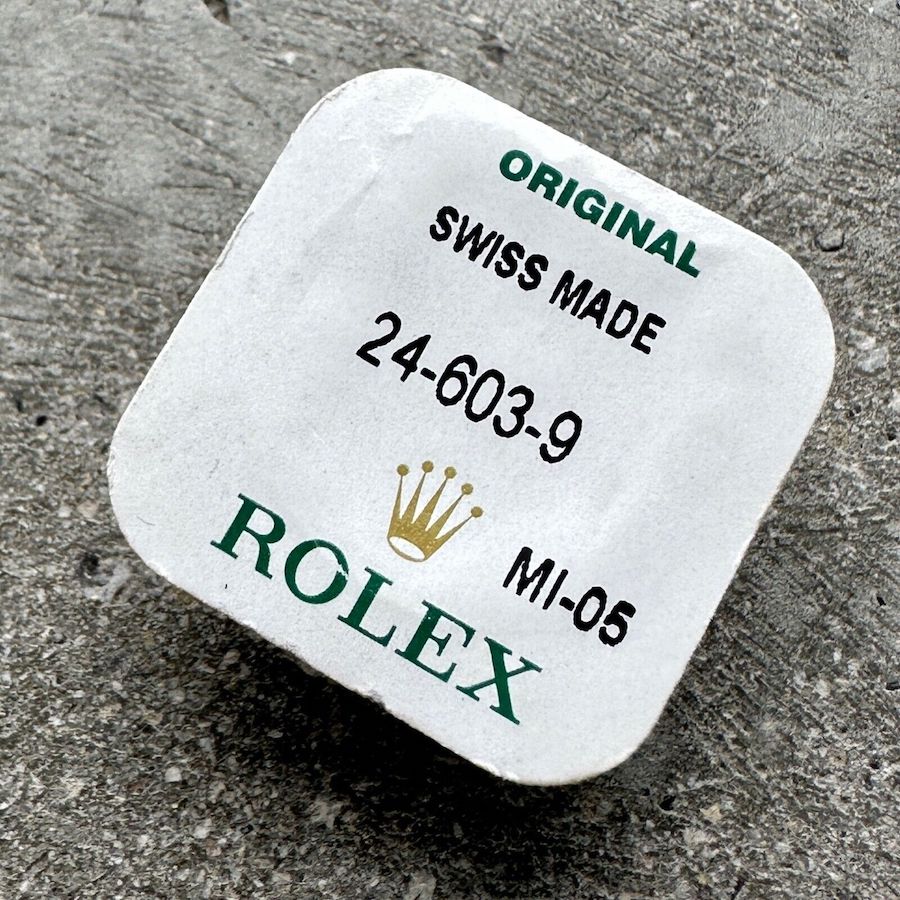 ORIGINAL
SWISS MADE
24-603-9
MI-05
ROLEX